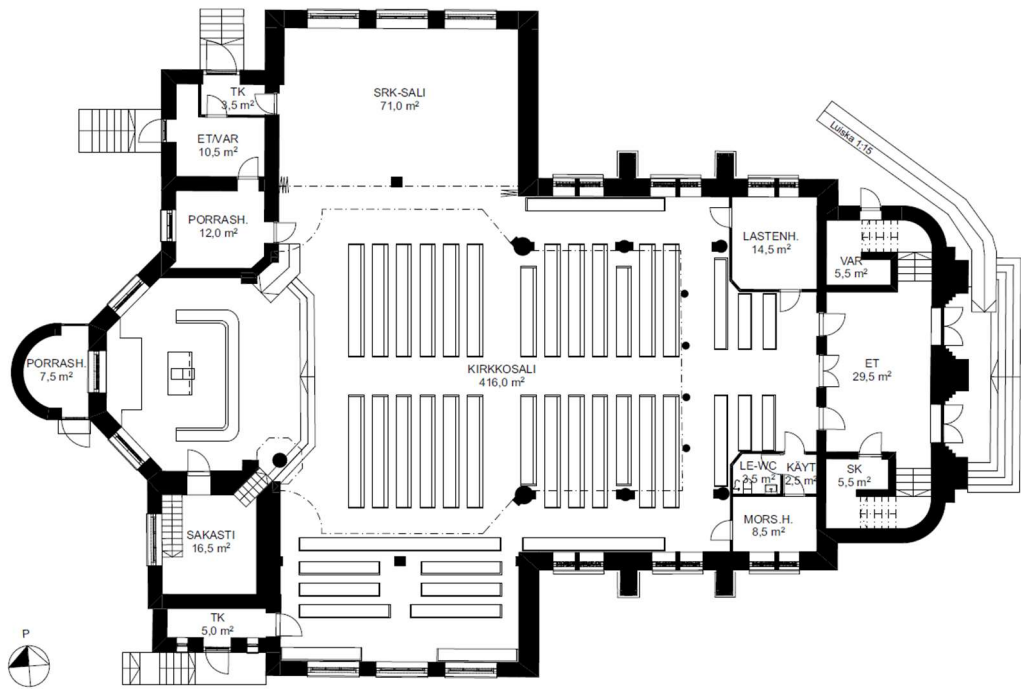 SRK-SALI
71,0 m²
TK
3,5 m²
ET/VAR
10,5 m²
Luiska 1:15
PORRASH.
12,0 m²
LASTENH.
14,5 m²
VAR
5,5 m²
PORRASH.
7,5 m²
KIRKKOSALI
416,0 m²
ET
29,5 m²
LE-WC
3,5 m²
KÄYT
2,5 m²
SK
5,5 m²
MORS.H.
8,5 m²
SAKASTI
16,5 m²
TK
5,0 m²
P